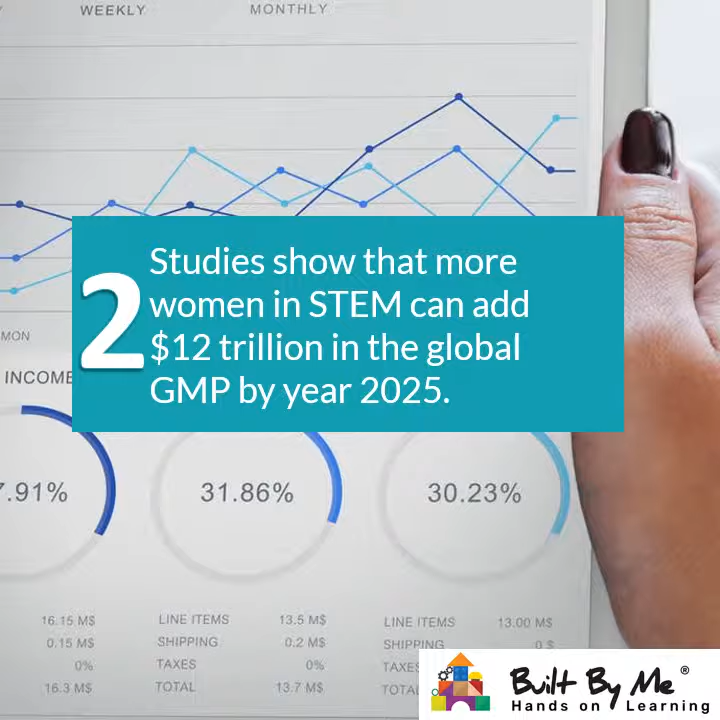 WEEKLY MONTHLY
MON
INCOME
2
Studies show that more
women in STEM can add
$12 trillion in the global
GMP by year 2025.
7.91% 31.86% 30.23%
16.15 M$ LINE ITEMS 13.5 M$ LINE ITEMS 13.00 M$
0.15 M$ SHIPPING 0.2 M$ SHIPPING 0 $
0% TAXES 0% TAXES
16.3 M$ TOTAL 13.7 M$ TOTAL
Built By Me®
Hands on Learning